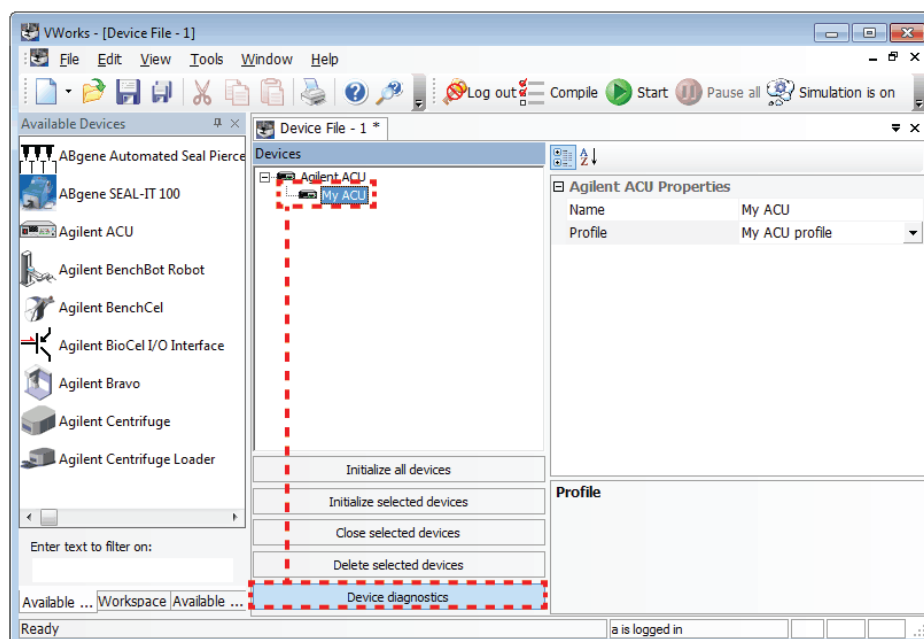 VWorks - [Device File - 1]
File Edit View Tools Window Help
Log out Compile Start Pause all Simulation is on
Available Devices
ABgene Automated Seal Pierce
ABgene SEAL-IT 100
Agilent ACU
Agilent BenchBot Robot
Agilent BenchCel
Agilent BioCel I/O Interface
Agilent Bravo
Agilent Centrifuge
Agilent Centrifuge Loader
Enter text to filter on:
Available ... Workspace Available ...
Device File - 1 *
Devices
Agilent ACU
My ACU
Initialize all devices
Initialize selected devices
Close selected devices
Delete selected devices
Device diagnostics
Agilent ACU Properties
Name My ACU
Profile My ACU profile
Profile
Ready a is logged in